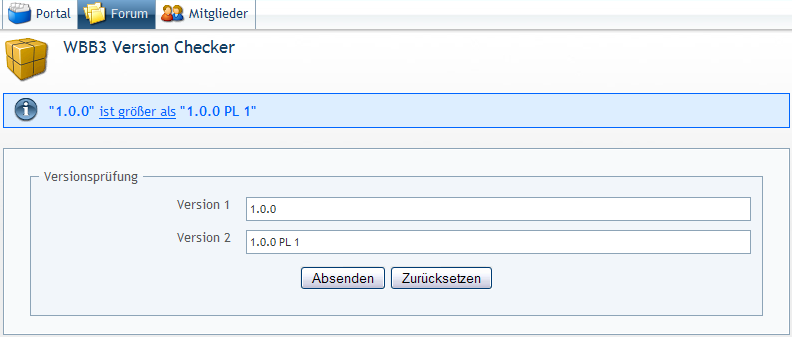 Portal Forum Mitglieder
WBB3 Version Checker
"1.0.0" ist größer als "1.0.0 PL 1"
Versionsprüfung
Version 1 1.0.0
Version 2 1.0.0 PL 1
Absenden Zurücksetzen